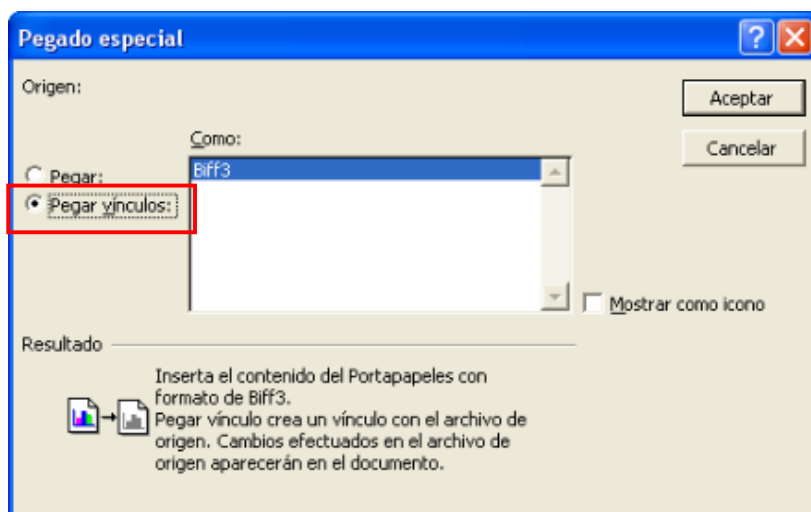 Pegado especial
Origen:
Aceptar
Como:
Cancelar
Pegar:
Biff3
Pegar vínculos:
Mostrar como icono
Resultado
Inserta el contenido del Portapapeles con
formato de Biff3.
Pegar vínculo crea un vínculo con el archivo de
origen. Cambios efectuados en el archivo de
origen aparecerán en el documento.